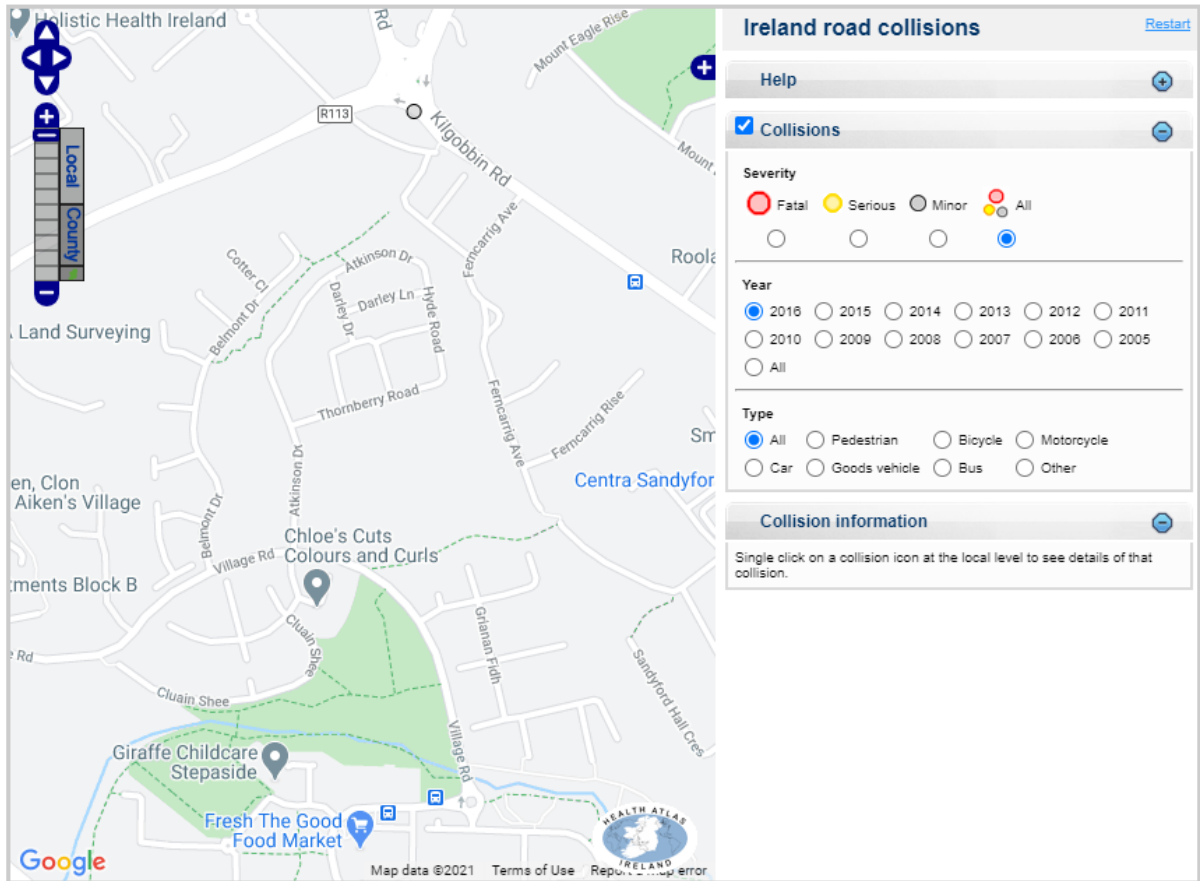 Holistic Health Ireland
Rd
Mount Eagle Rise
R113
Kilgobbin Rd
Mount
Local
County
Ferncarrig Ave
Roola
Cotter Cl
Atkinson Dr
Darley Ln
Darley Dr
Hyde Road
Belmont Dr
Land Surveying
Thornberry Road
Ferncarrig Ave
Ferncarrig Rise
Sm
Atkinson Dr
Centra Sandyfor
en, Clon
Aiken's Village
Belmont Dr
Chloe's Cuts
Colours and Curls
Village Rd
ments Block B
Cluain Shee
Grianan Fidh
Rd
Cluain Shee
Sandyford Hall Cres
Village Rd
Giraffe Childcare
Stepaside
Fresh The Good
Food Market
HEALTH ATLAS
IRELAND
Google
Map data ©2021 Terms of Use Report a map error
Ireland road collisions
Restart
Help
Collisions
Severity
Fatal Serious Minor All
Year
2016 2015 2014 2013 2012 2011
2010 2009 2008 2007 2006 2005
All
Type
All Pedestrian Bicycle Motorcycle
Car Goods vehicle Bus Other
Collision information
Single click on a collision icon at the local level to see details of that
collision.